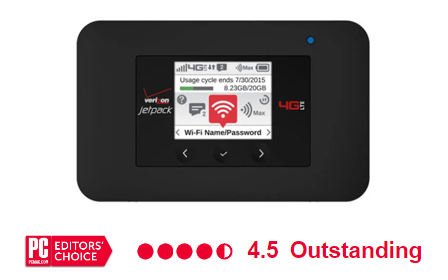 4G Max
Usage cycle ends 7/30/2015
8.23GB/20GB
verizon
jetpack
?
2
Max
4G LTE
< Wi-Fi Name/Password >
PC
PCMAG.COM
EDITORS'
CHOICE
4.5 Outstanding